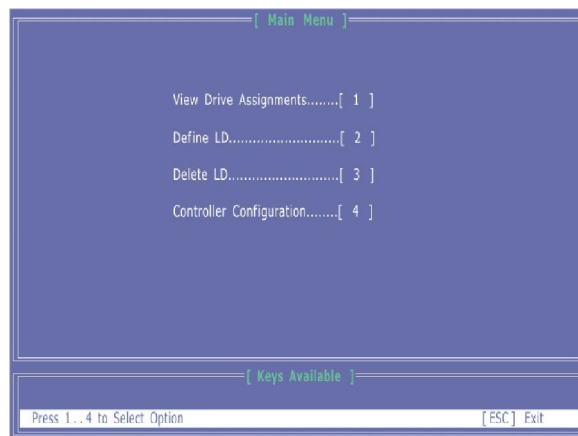 [ Main Menu ]
View Drive Assignments........[ 1 ]
Define LD...........................[ 2 ]
Delete LD...........................[ 3 ]
Controller Configuration........[ 4 ]
[ Keys Available ]
Press 1..4 to Select Option [ESC] Exit